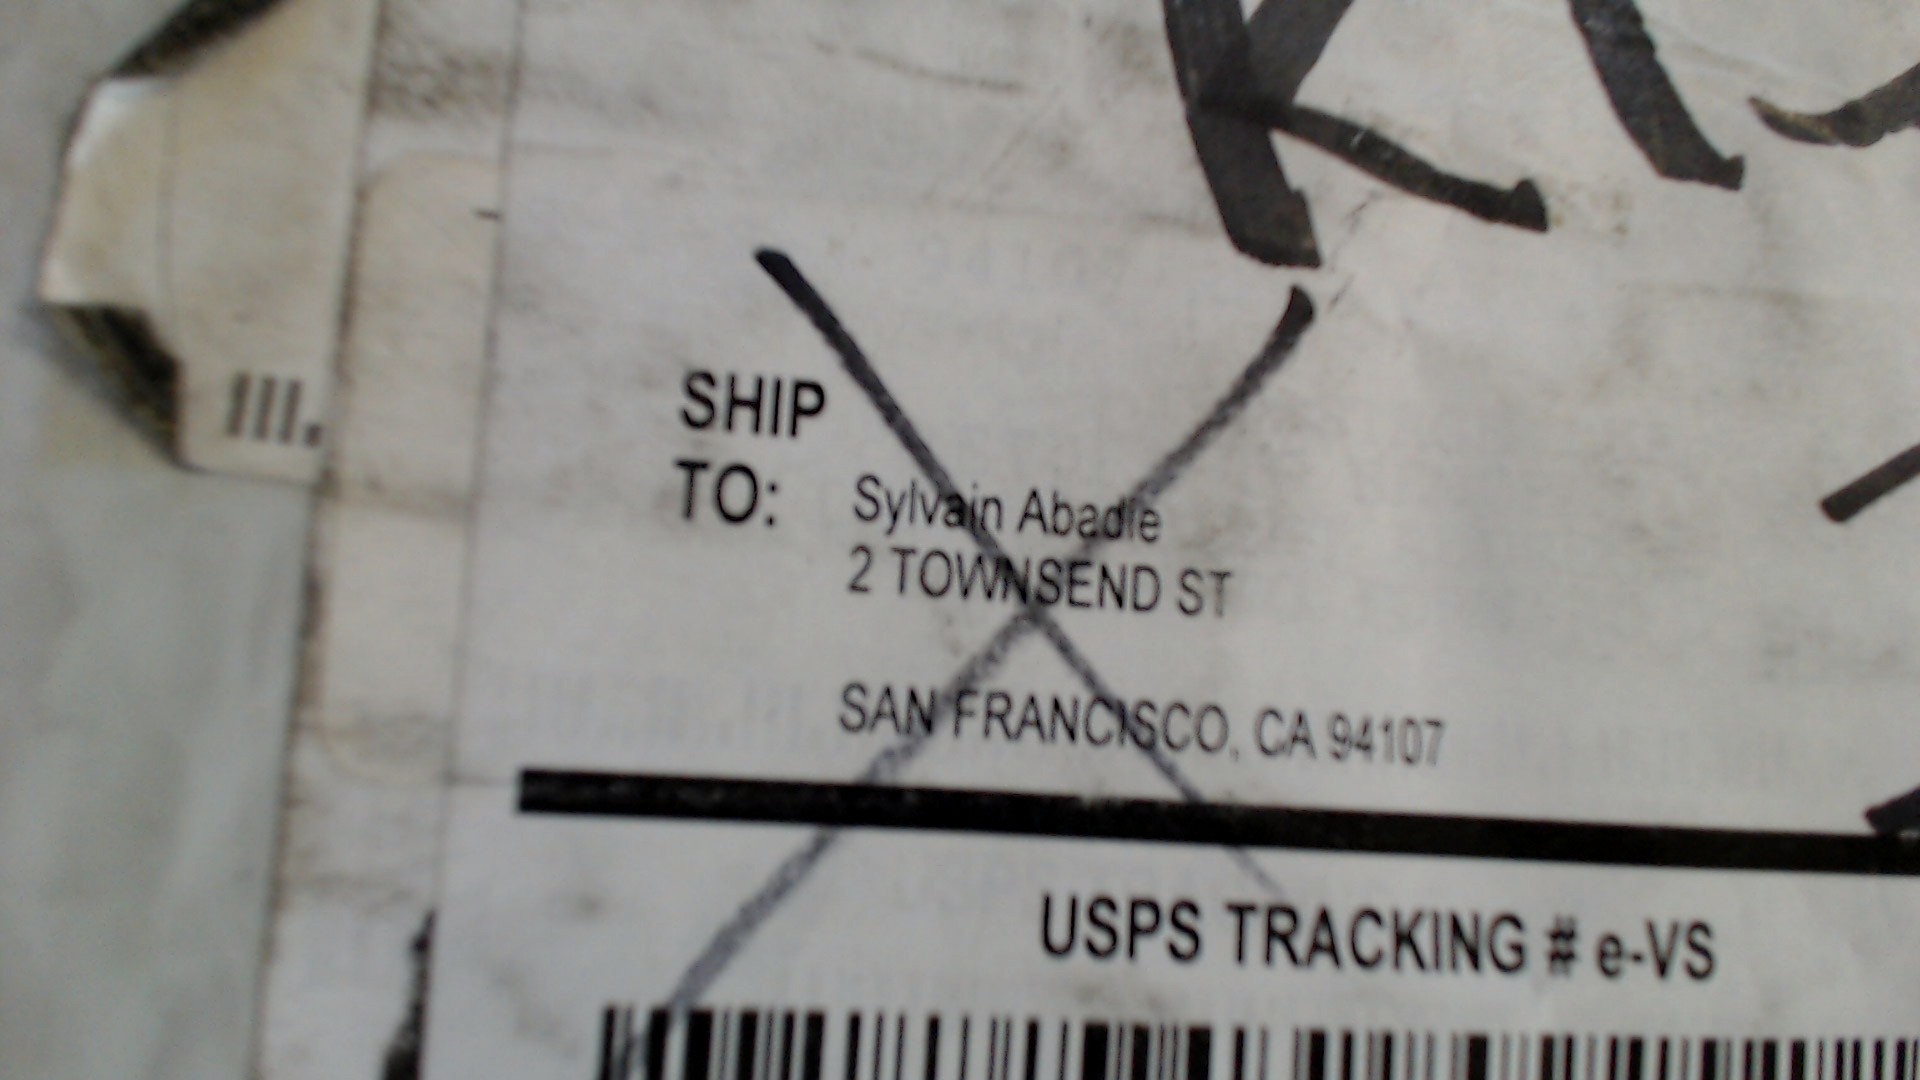 SHIP
TO:
Sylvain Abadie
2 TOWNSEND ST
SAN FRANCISCO, CA 94107
USPS TRACKING # e-VS